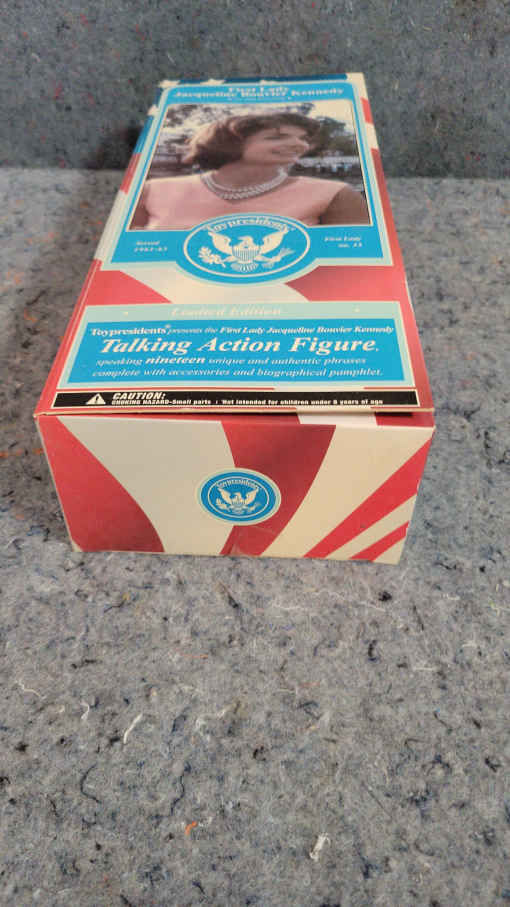 First Lady
Jacqueline Bouvier Kennedy
Toypresidents
Served
1961-63
First Lady
no. 35
Limited Edition
Toypresidents® presents the First Lady Jacqueline Bouvier Kennedy
Talking Action Figure,
speaking nineteen unique and authentic phrases
complete with accessories and biographical pamphlet.
CAUTION:
CHOKING HAZARD-Small parts : Not intended for children under 8 years of age
Toypresidents